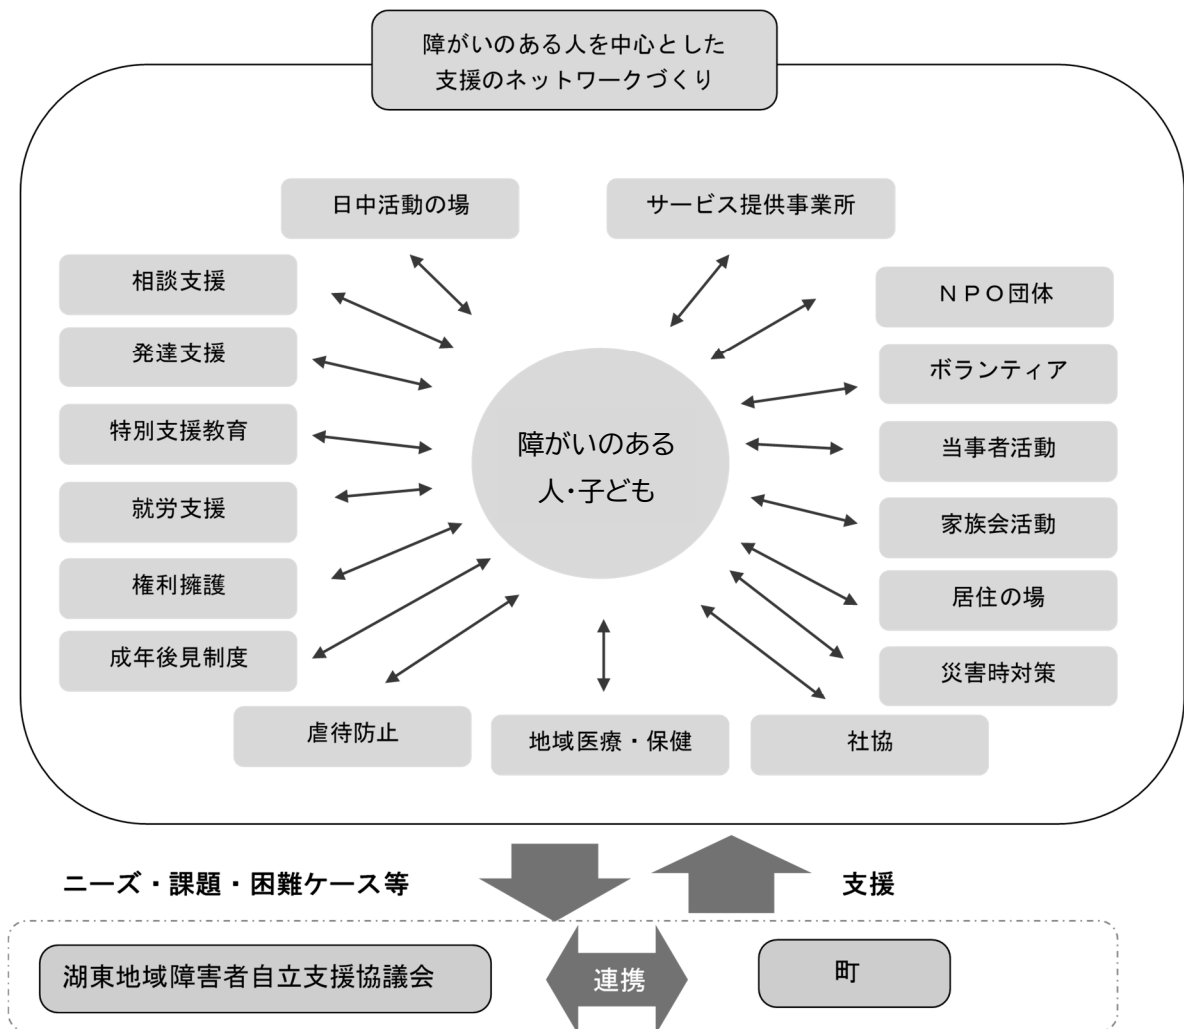 障がいのある人を中心とした
支援のネットワークづくり
日中活動の場
サービス提供事業所
相談支援
発達支援
特別支援教育
就労支援
権利擁護
成年後見制度
ＮＰＯ団体
ボランティア
当事者活動
家族会活動
居住の場
災害時対策
障がいのある
人・子ども
虐待防止
地域医療・保健
社協
ニーズ・課題・困難ケース等
支援
湖東地域障害者自立支援協議会
連携
町